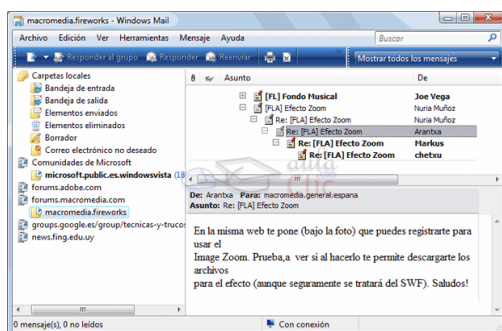 macromedia.fireworks - Windows Mail
Archivo Edición Ver Herramientas Mensaje Ayuda
Buscar
Responder al grupo Responder Reenviar
Mostrar todos los mensajes
Carpetas locales
Bandeja de entrada
Bandeja de salida
Elementos enviados
Elementos eliminados
Borrador
Correo electrónico no deseado
Comunidades de Microsoft
microsoft.public.es.windowsvista (18
forums.adobe.com
forums.macromedia.com
macromedia.fireworks
groups.google.es/group/tecnicas-y-trucos
news.fing.edu.uy
Asunto De
[FL] Fondo Musical Joe Vega
[FLA] Efecto Zoom Nuria Muñoz
Re: [FLA] Efecto Zoom Nuria Muñoz
Re: [FLA] Efecto Zoom Arantxa
Re: [FLA] Efecto Zoom Markus
Re: [FLA] Efecto Zoom chetxu
aula
Clic
De: Arantxa Para: macromedia.general.espana
Asunto: Re: [FLA] Efecto Zoom
En la misma web te pone (bajo la foto) que puedes registrarte para
usar el
Image Zoom. Prueba,a ver si al hacerlo te permite descargarte los
archivos
para el efecto (aunque seguramente se tratará del SWF). Saludos!
0 mensaje(s), 0 no leídos
Con conexión